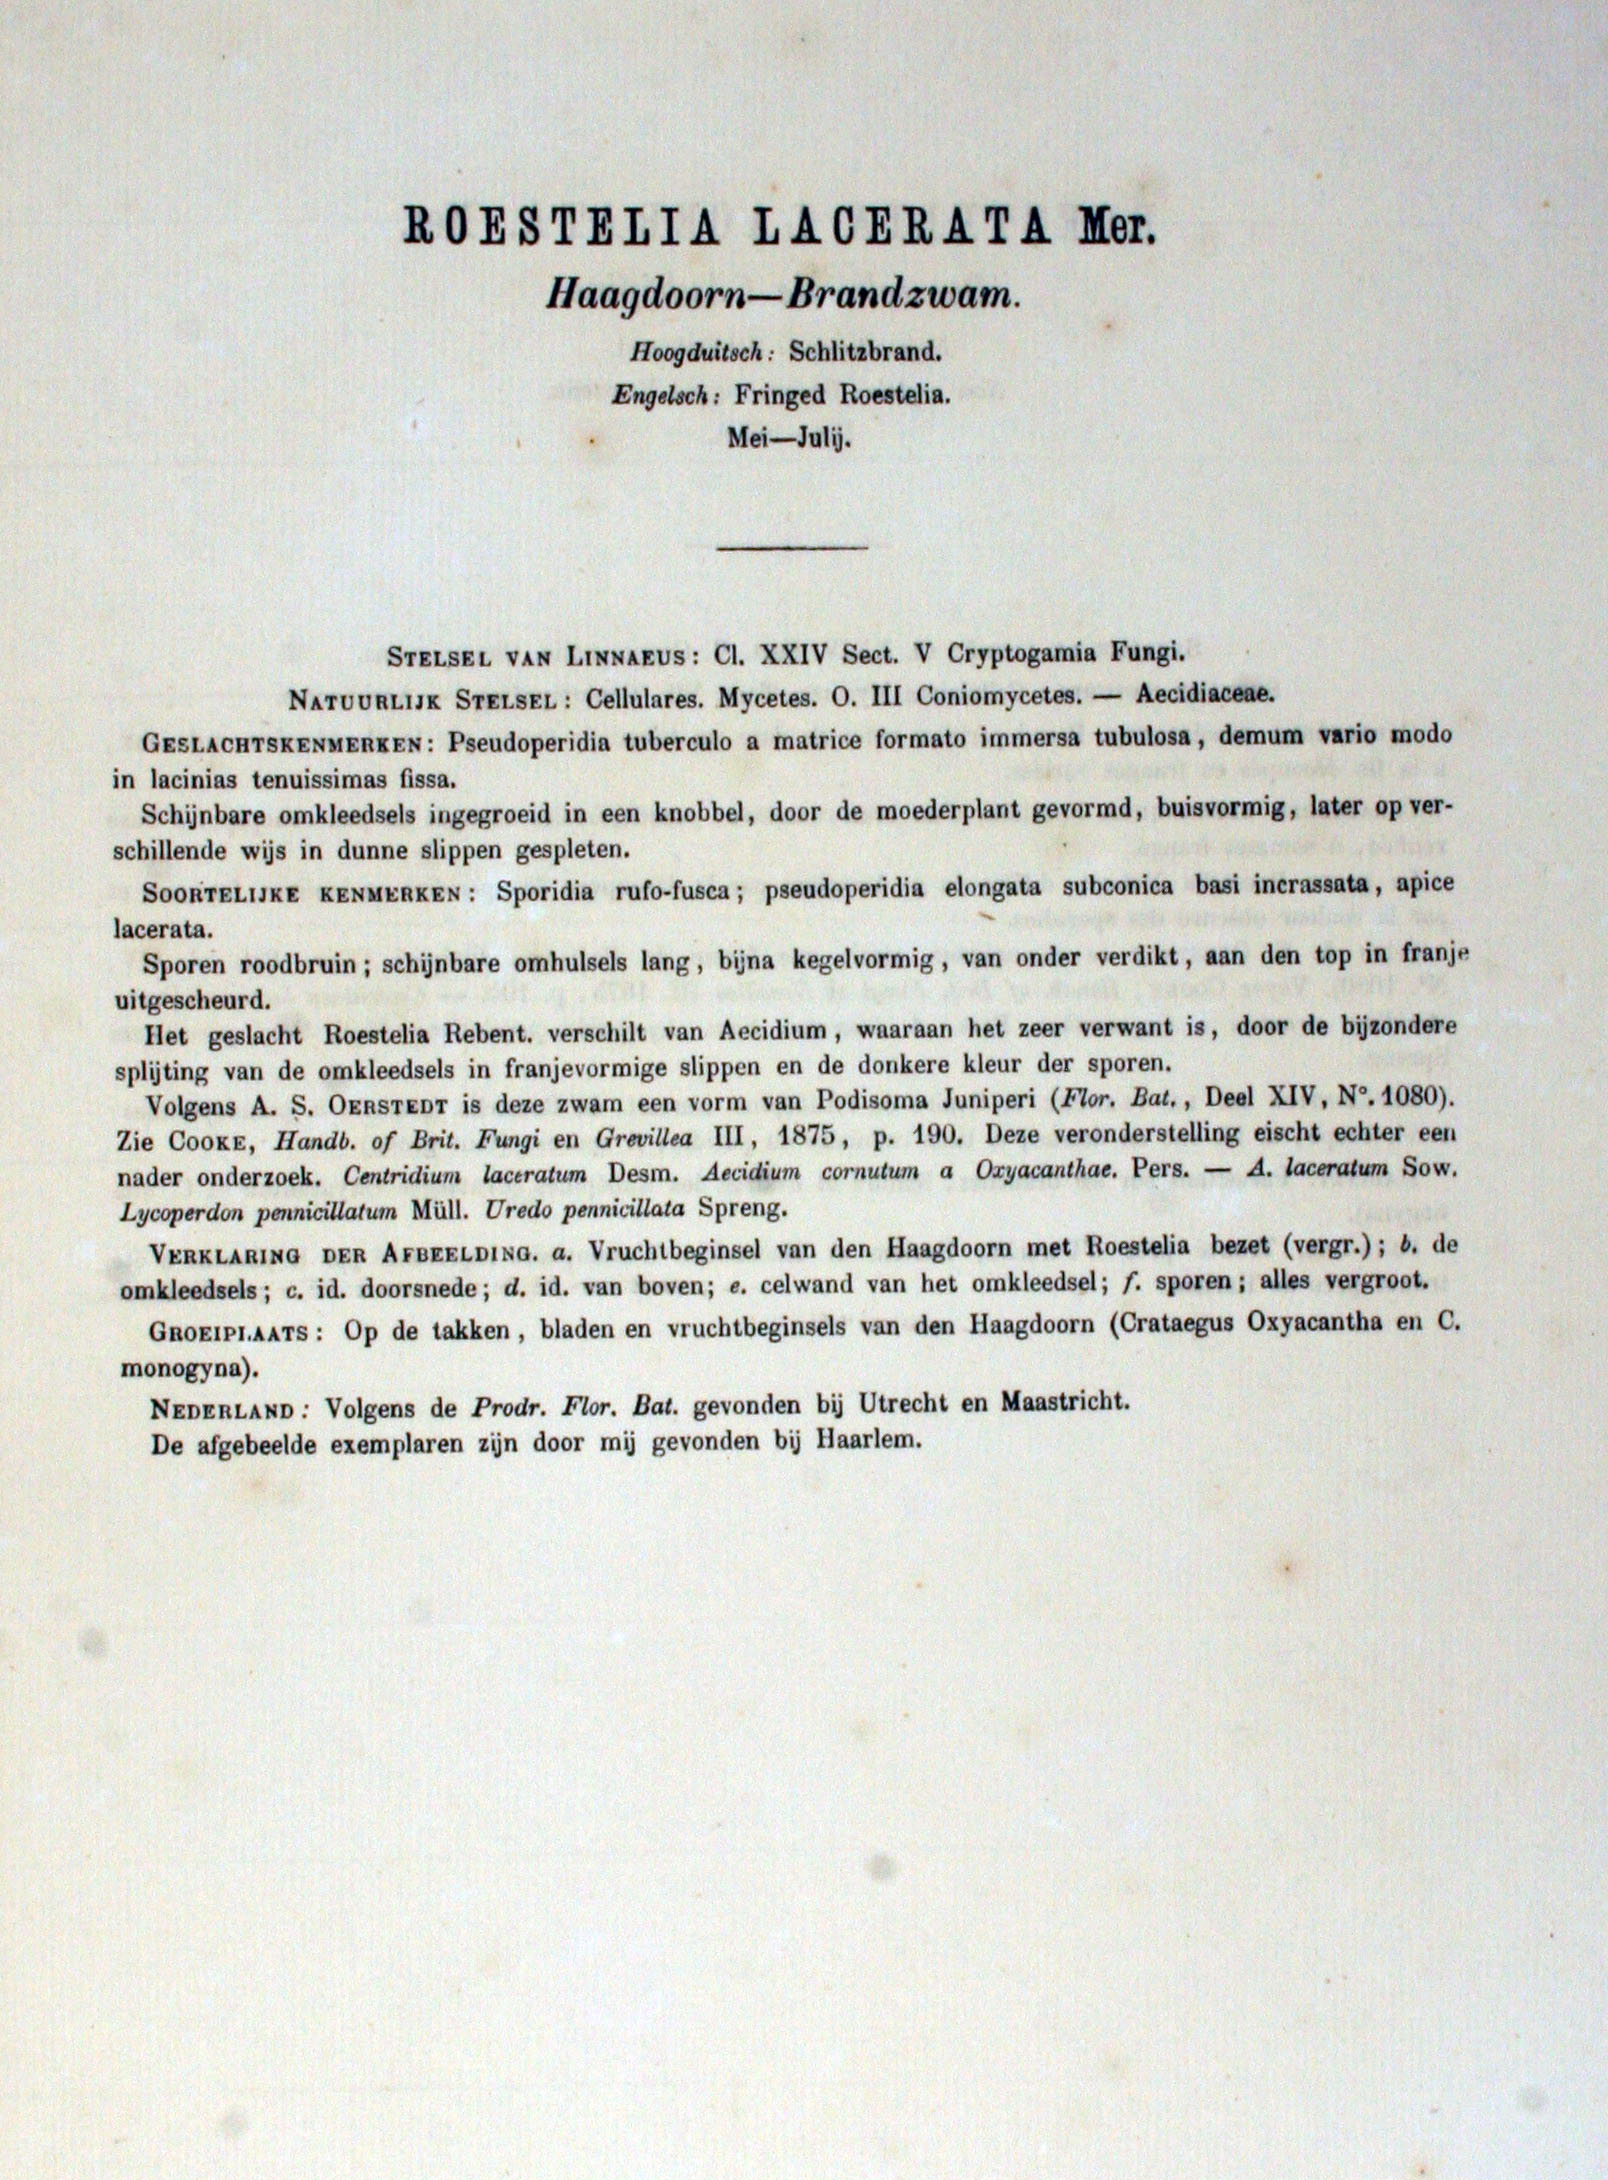 ROESTELIA LACERATA Mer.
Haagdoorn—Brandzwam.
Hoogduitsch: Schlitzbrand.
Engelsch: Fringed Roestelia.
Mei—Julij.
STELSEL VAN LINNAEUS: Cl. XXIV Sect. V Cryptogamia Fungi.
NATUURLIJK STELSEL: Cellulares. Mycetes. O. III Coniomycetes. — Aecidiaceae.
GESLACHTSKENMERKEN: Pseudoperidia tuberculo a matrice formato immersa tubulosa, demum vario modo
in lacinias tenuissimas fissa.
Schijnbare omkleedsels ingegroeid in een knobbel, door de moederplant gevormd, buisvormig, later op ver-
schillende wijs in dunne slippen gespleten.
SOORTELIJKE KENMERKEN: Sporidia rufo-fusca; pseudoperidia elongata subconica basi incrassata, apice
lacerata.
Sporen roodbruin; schijnbare omhulsels lang, bijna kegelvormig, van onder verdikt, aan den top in franje
uitgescheurd.
Het geslacht Roestelia Rebent. verschilt van Aecidium, waaraan het zeer verwant is, door de bijzondere
splijting van de omkleedsels in franjevormige slippen en de donkere kleur der sporen.
Volgens A. S. OERSTEDT is deze zwam een vorm van Podisoma Juniperi (Flor. Bat., Deel XIV, N°. 1080).
Zie COOKE, Handb. of Brit. Fungi en Grevillea III, 1875, p. 190. Deze veronderstelling eischt echter een
nader onderzoek. Centridium laceratum Desm. Aecidium cornutum a Oxyacanthae. Pers. — A. laceratum Sow.
Lycoperdon pennicillatum Müll. Uredo pennicillata Spreng.
VERKLARING DER AFBEELDING. a. Vruchtbeginsel van den Haagdoorn met Roestelia bezet (vergr.); b. de
omkleedsels; c. id. doorsnede; d. id. van boven; e. celwand van het omkleedsel; f. sporen; alles vergroot.
GROEIPLAATS: Op de takken, bladen en vruchtbeginsels van den Haagdoorn (Crataegus Oxyacantha en C.
monogyna).
NEDERLAND: Volgens de Prodr. Flor. Bat. gevonden bij Utrecht en Maastricht.
De afgebeelde exemplaren zijn door mij gevonden bij Haarlem.